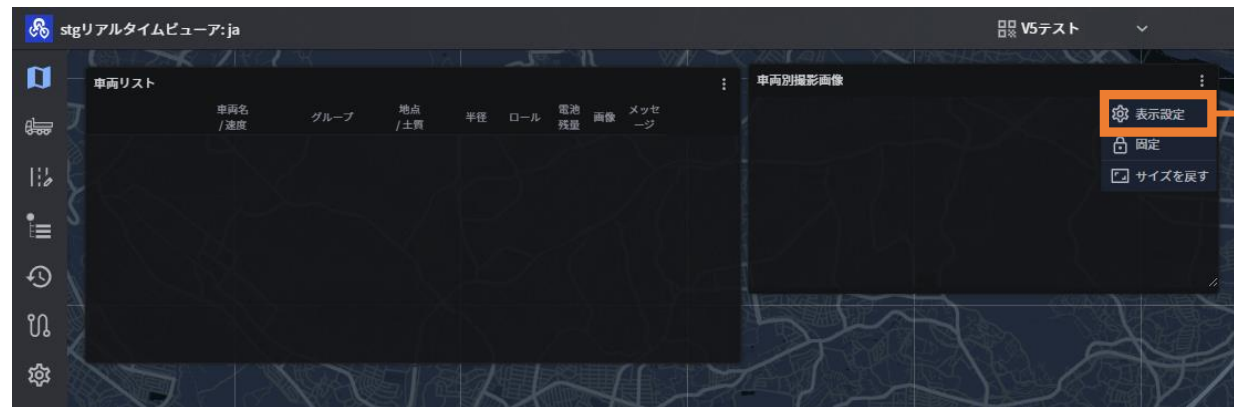 stgリアルタイムビューア: ja
V5テスト
車両リスト
車両名
/速度
グループ
地点
/土質
半径
ロール
電池
残量
画像
メッセ
ージ
車両別撮影画像
表示設定
固定
サイズを戻す